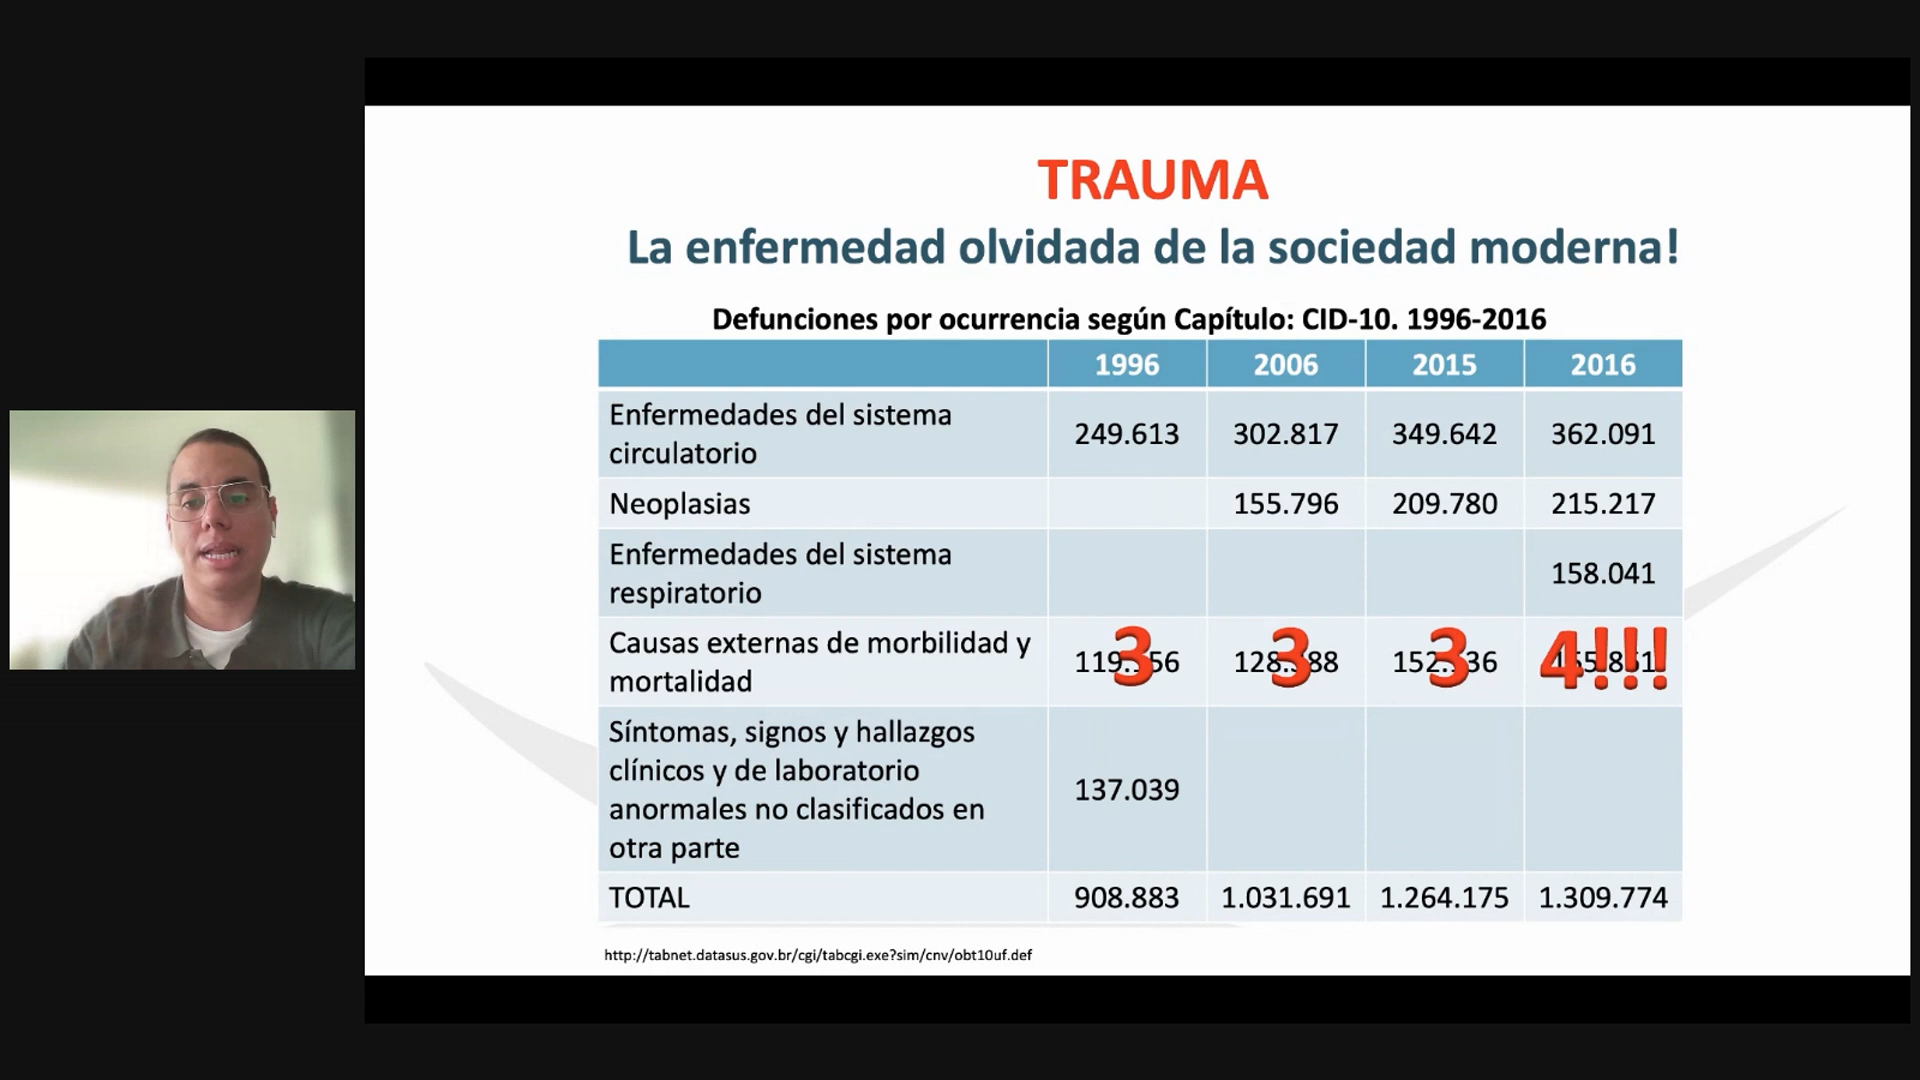 TRAUMA
La enfermedad olvidada de la sociedad moderna!
Defunciones por ocurrencia según Capítulo: CID-10. 1996-2016
1996 2006 2015 2016
Enfermedades del sistema
circulatorio
249.613 302.817 349.642 362.091
Neoplasias 155.796 209.780 215.217
Enfermedades del sistema
respiratorio
158.041
Causas externas de morbilidad y
mortalidad
3 3 3 4!!!
Síntomas, signos y hallazgos
clínicos y de laboratorio
anormales no clasificados en
otra parte
137.039
TOTAL 908.883 1.031.691 1.264.175 1.309.774
http://tabnet.datasus.gov.br/cgi/tabcgi.exe?sim/cnv/obt10uf.def